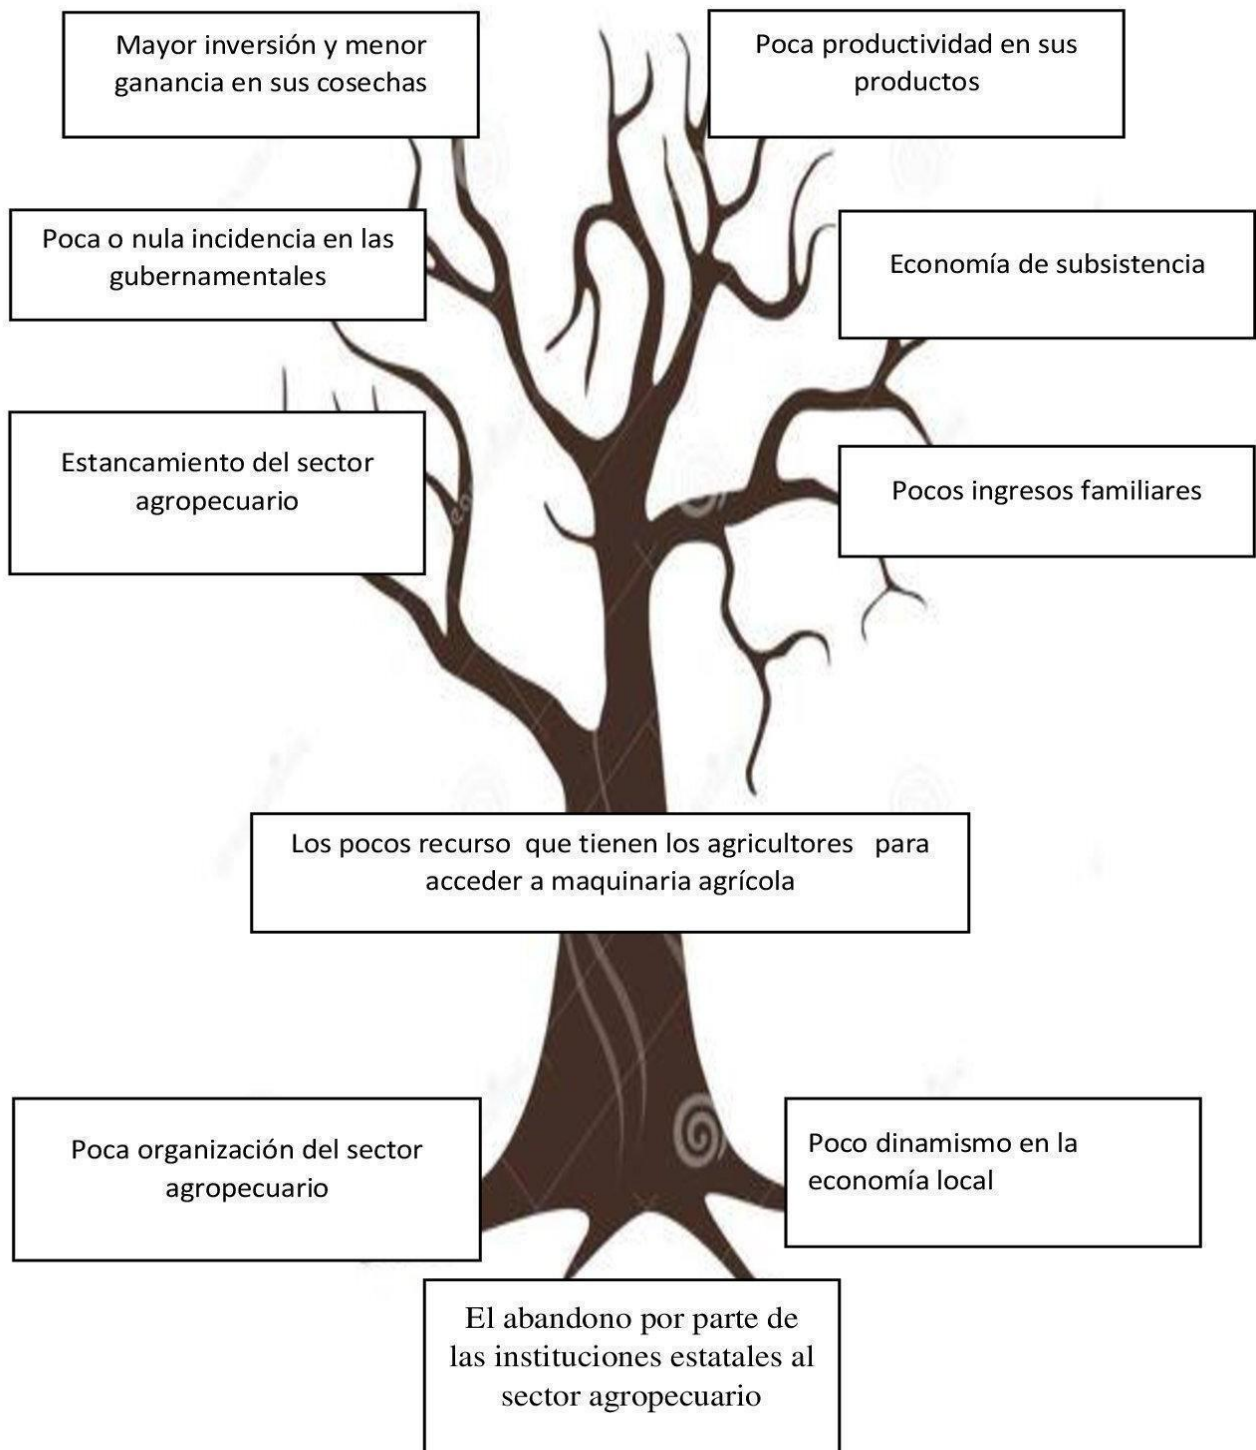 Mayor inversión y menor
ganancia en sus cosechas
Poca productividad en sus
productos
Poca o nula incidencia en las
gubernamentales
Economía de subsistencia
Estancamiento del sector
agropecuario
Pocos ingresos familiares
Los pocos recurso que tienen los agricultores para
acceder a maquinaria agrícola
Poca organización del sector
agropecuario
Poco dinamismo en la
economía local
El abandono por parte de
las instituciones estatales al
sector agropecuario